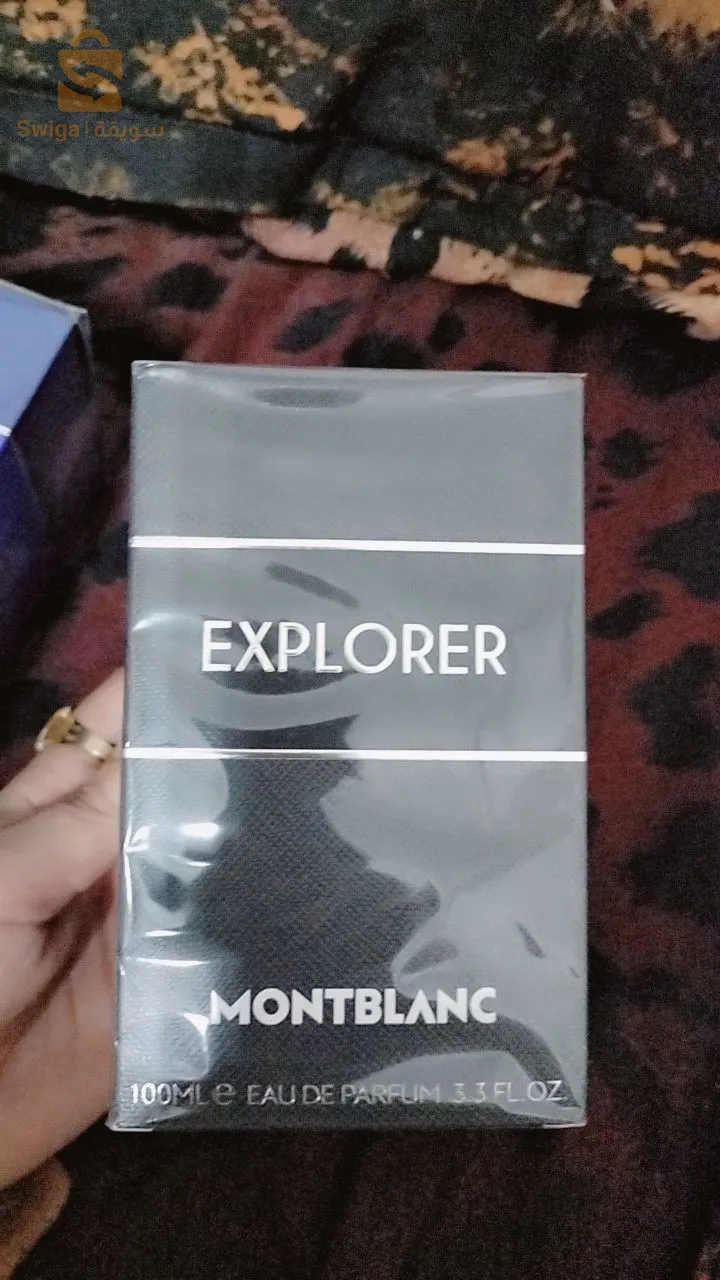 Swiga | سويقة
EXPLORER
MONTBLANC
100ML e EAU DE PARFUM 3.3 FL.OZ